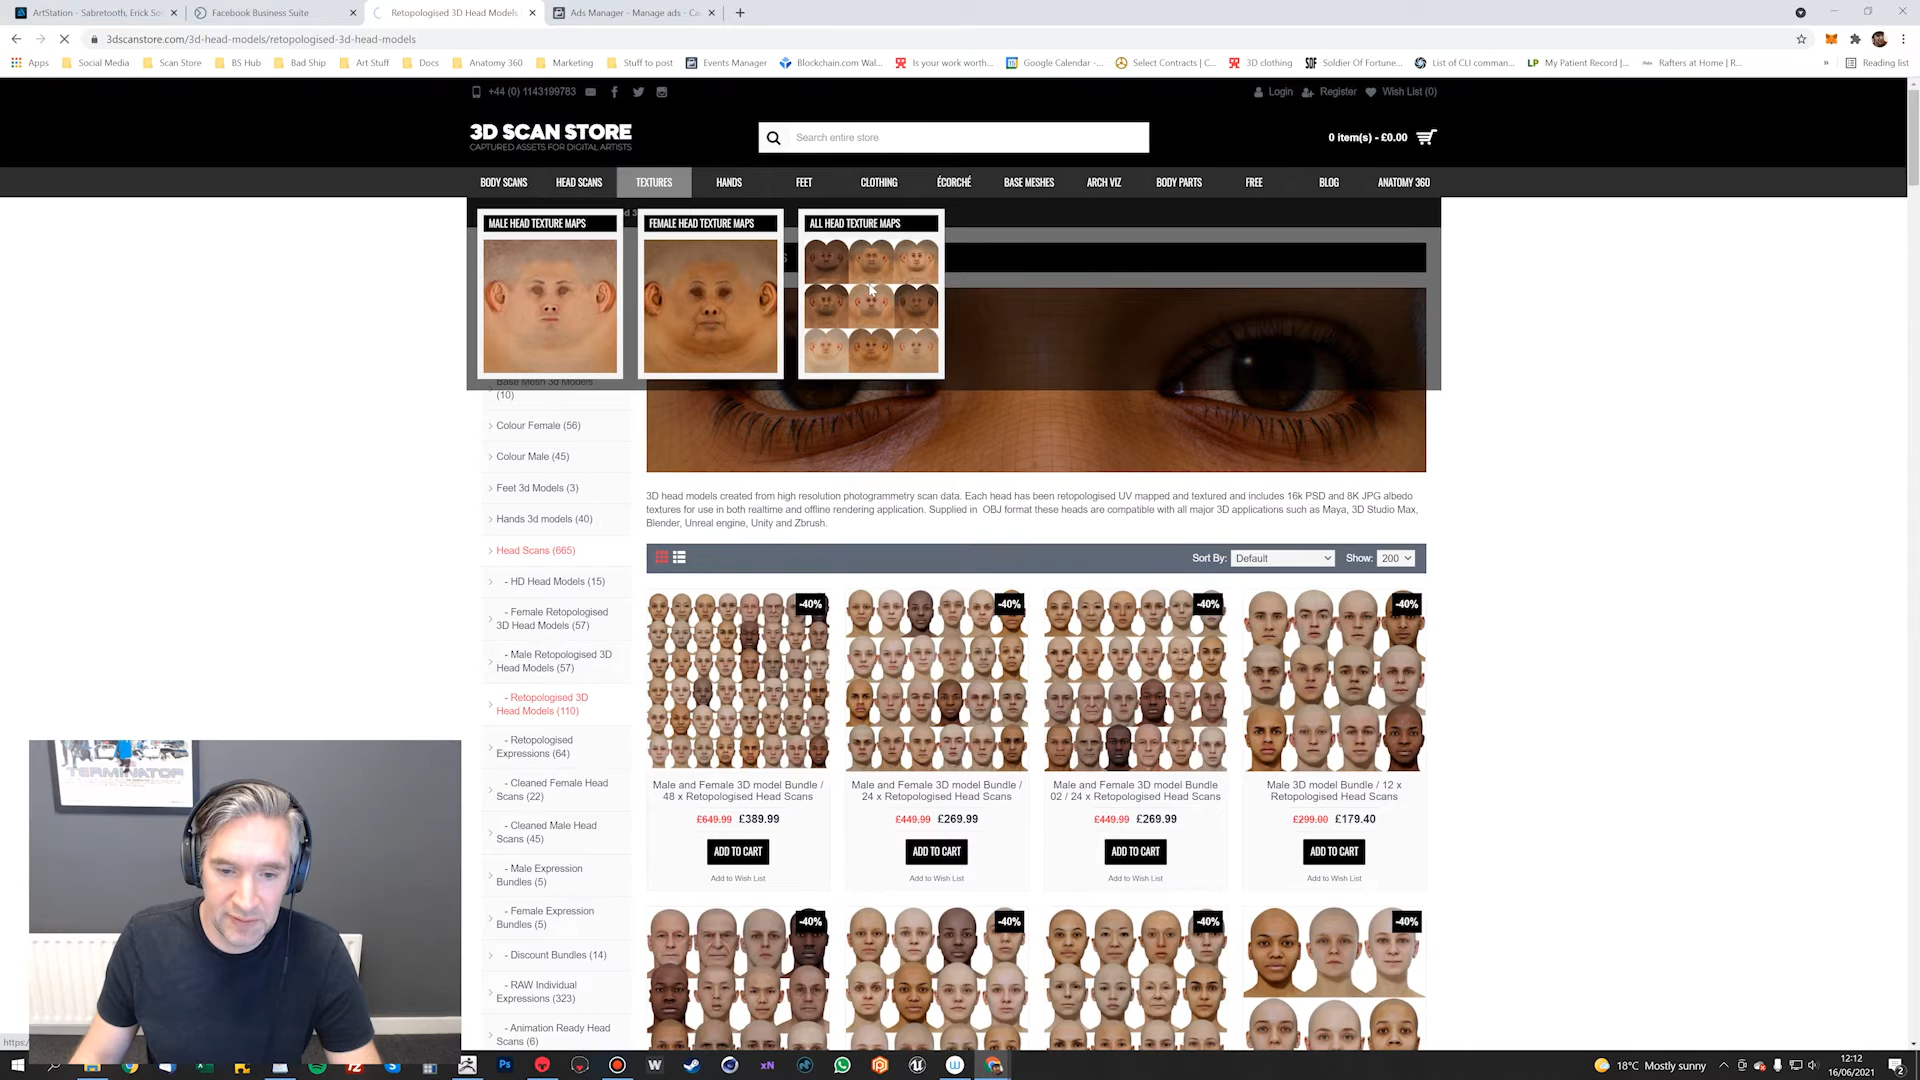 ArtStation - Sabretooth, Erick So
Facebook Business Suite
Retopologised 3D Head Models
Ads Manager - Manage ads - Ca
3dscanstore.com/3d-head-models/retopologised-3d-head-models
Apps
Social Media
Scan Store
BS Hub
Bad Ship
Art Stuff
Docs
Anatomy 360
Marketing
Stuff to post
Events Manager
Blockchain.com Wal...
Is your work worth...
Google Calendar -...
Select Contracts | C...
3D clothing
Soldier Of Fortune...
List of CLI comman...
My Patient Record |...
Rafters at Home | R...
»
Reading list
+44 (0) 1143199783
Login
Register
Wish List (0)
3D SCAN STORE
CAPTURED ASSETS FOR DIGITAL ARTISTS
Search entire store
0 item(s) - £0.00
BODY SCANS
HEAD SCANS
TEXTURES
HANDS
FEET
CLOTHING
ÉCORCHÉ
BASE MESHES
ARCH VIZ
BODY PARTS
FREE
BLOG
ANATOMY 360
MALE HEAD TEXTURE MAPS
FEMALE HEAD TEXTURE MAPS
ALL HEAD TEXTURE MAPS
Base Mesh 3d Models
(10)
Colour Female (56)
Colour Male (45)
Feet 3d Models (3)
Hands 3d models (40)
Head Scans (665)
- HD Head Models (15)
- Female Retopologised
3D Head Models (57)
- Male Retopologised 3D
Head Models (57)
- Retopologised 3D
Head Models (110)
- Retopologised
Expressions (64)
- Cleaned Female Head
Scans (22)
- Cleaned Male Head
Scans (45)
- Male Expression
Bundles (5)
- Female Expression
Bundles (5)
- Discount Bundles (14)
- RAW Individual
Expressions (323)
- Animation Ready Head
Scans (6)
3D head models created from high resolution photogrammetry scan data. Each head has been retopologised UV mapped and textured and includes 16k PSD and 8K JPG albedo
textures for use in both realtime and offline rendering application. Supplied in OBJ format these heads are compatible with all major 3D applications such as Maya, 3D Studio Max,
Blender, Unreal engine, Unity and Zbrush.
Sort By:
Default
Show:
200
-40%
-40%
-40%
-40%
Male and Female 3D model Bundle /
48 x Retopologised Head Scans
£649.99 £389.99
ADD TO CART
Add to Wish List
Male and Female 3D model Bundle /
24 x Retopologised Head Scans
£449.99 £269.99
ADD TO CART
Add to Wish List
Male and Female 3D model Bundle
02 / 24 x Retopologised Head Scans
£449.99 £269.99
ADD TO CART
Add to Wish List
Male 3D model Bundle / 12 x
Retopologised Head Scans
£299.00 £179.40
ADD TO CART
Add to Wish List
-40%
-40%
-40%
-40%
TERMINATOR
https:/
18°C Mostly sunny
12:12
16/06/2021